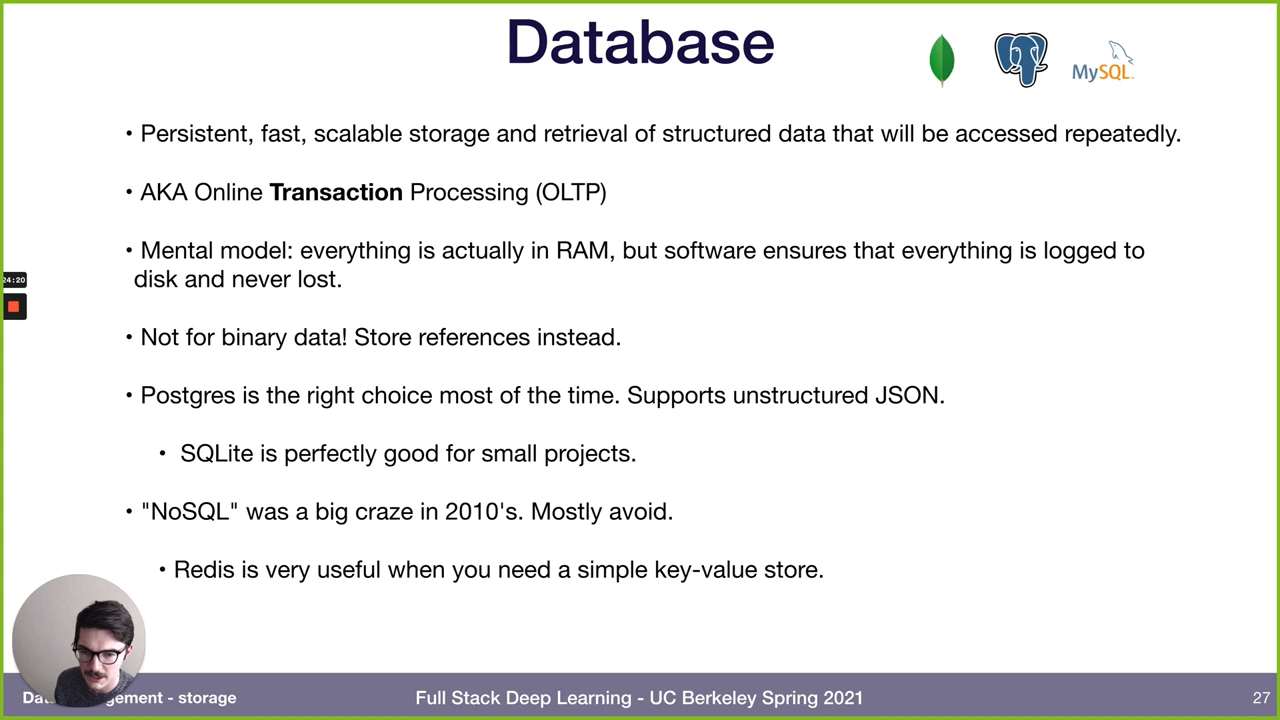 Database
MySQL
• Persistent, fast, scalable storage and retrieval of structured data that will be accessed repeatedly.
• AKA Online Transaction Processing (OLTP)
• Mental model: everything is actually in RAM, but software ensures that everything is logged to
disk and never lost.
24:20
• Not for binary data! Store references instead.
• Postgres is the right choice most of the time. Supports unstructured JSON.
• SQLite is perfectly good for small projects.
• "NoSQL" was a big craze in 2010's. Mostly avoid.
• Redis is very useful when you need a simple key-value store.
- storage
Full Stack Deep Learning - UC Berkeley Spring 2021
27